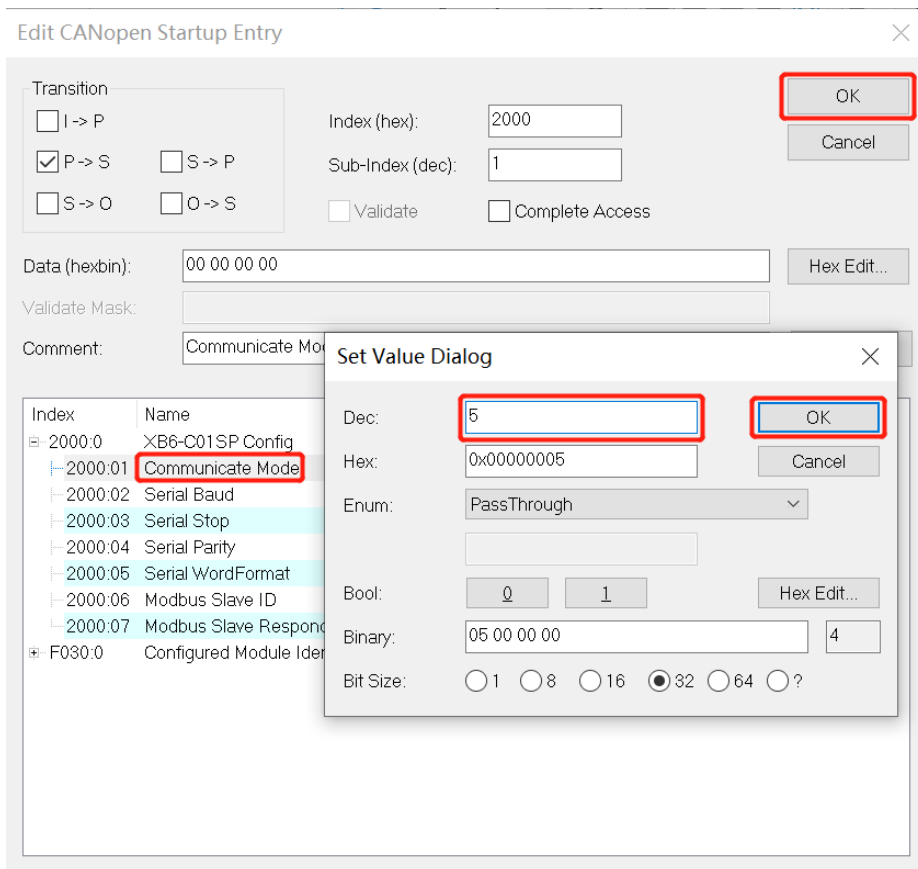 Edit CANopen Startup Entry
Transition
I -> P
P -> S
S -> P
S -> O
O -> S
Index (hex):
2000
Sub-Index (dec):
1
Validate
Complete Access
OK
Cancel
Data (hexbin):
00 00 00 00
Hex Edit...
Validate Mask:
Comment:
Communicate Mo
Index Name
2000:0 XB6-C01SP Config
2000:01 Communicate Mode
2000:02 Serial Baud
2000:03 Serial Stop
2000:04 Serial Parity
2000:05 Serial WordFormat
2000:06 Modbus Slave ID
2000:07 Modbus Slave Respond
F030:0 Configured Module Iden
Set Value Dialog
Dec:
5
OK
Hex:
0x00000005
Cancel
Enum:
PassThrough
Bool:
0
1
Hex Edit...
Binary:
05 00 00 00
4
Bit Size:
1 8 16 32 64 ?